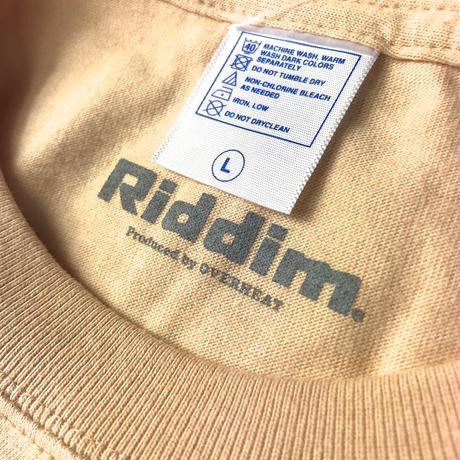 40
MACHINE WASH, WARM
WASH DARK COLORS
SEPARATELY
DO NOT TUMBLE DRY
NON-CHLORINE BLEACH
AS NEEDED
IRON, LOW
DO NOT DRYCLEAN
L
Riddim.
Produced by OVERHEAT